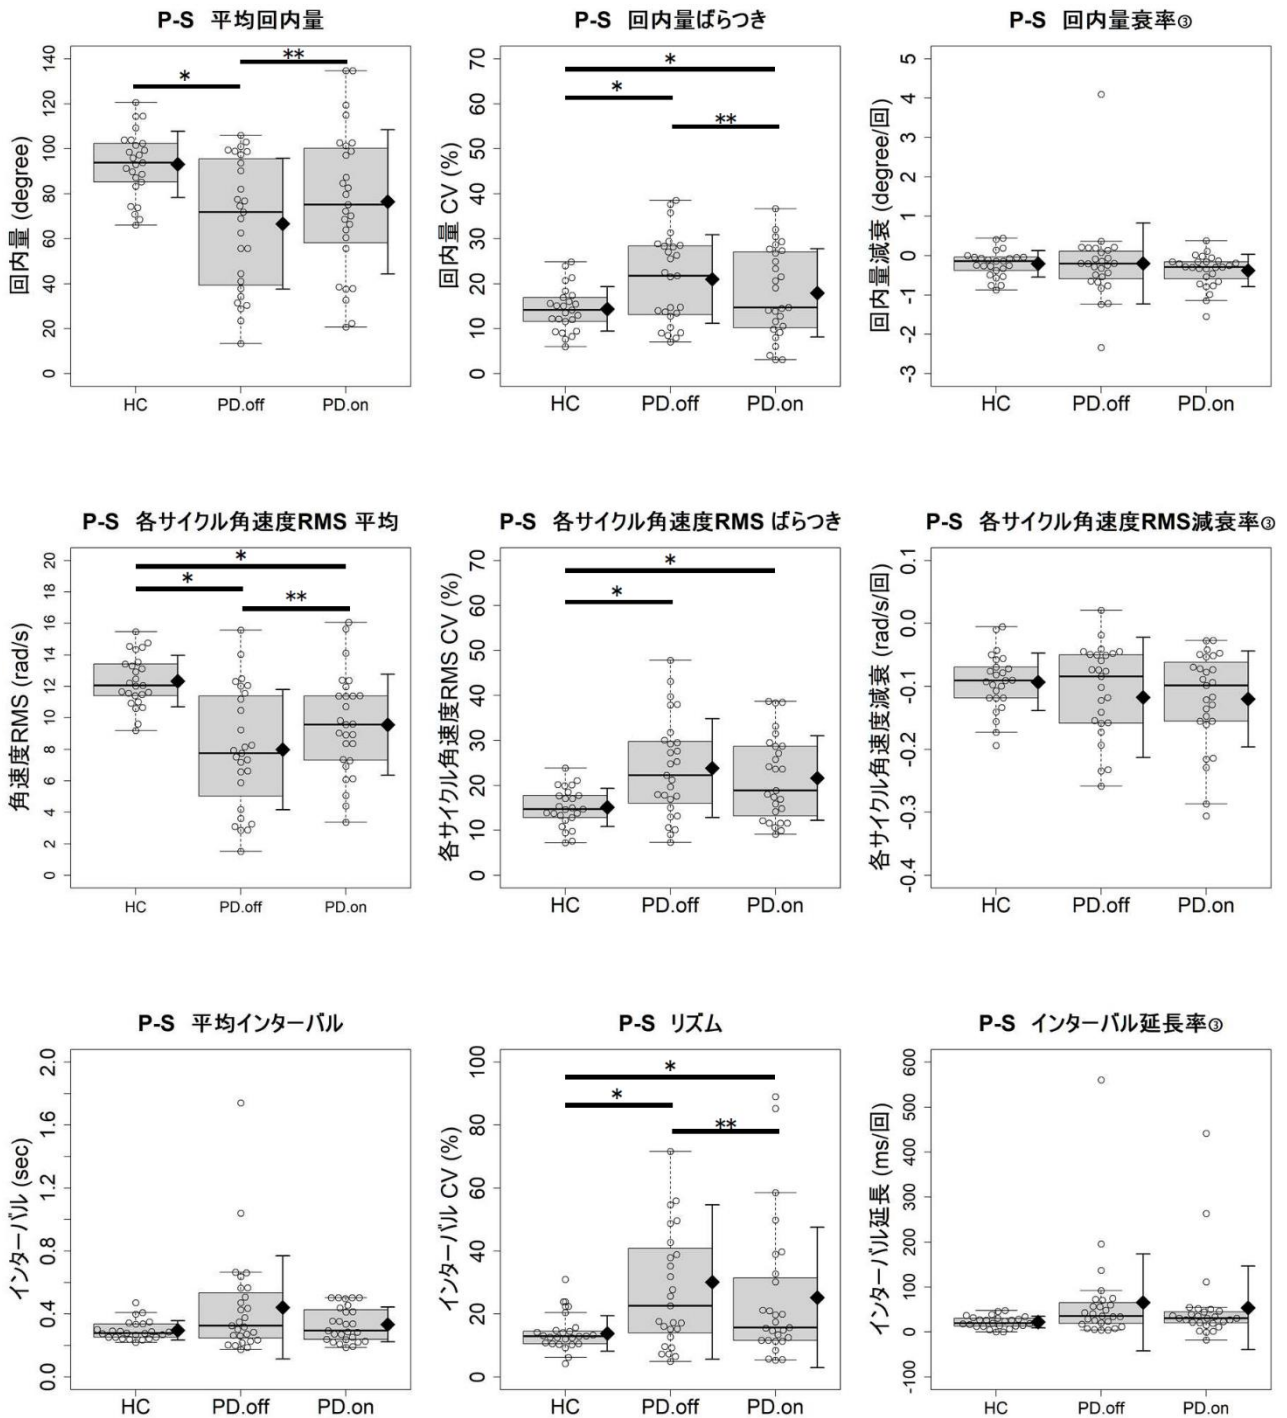 P-S 平均回内量
P-S 回内量ばらつき
P-S 回内量衰率③
回内量 (degree)
140
120
100
80
60
40
20
0
*
**
HC
PD.off
PD.on
回内量 CV (%)
70
60
50
40
30
20
10
0
*
*
**
HC
PD.off
PD.on
回内量減衰 (degree/回)
5
4
3
2
1
0
-1
-2
-3
HC
PD.off
PD.on
P-S 各サイクル角速度RMS 平均
P-S 各サイクル角速度RMS ばらつき
P-S 各サイクル角速度RMS減衰率③
角速度RMS (rad/s)
20
18
16
14
12
10
8
6
4
2
0
*
*
**
HC
PD.off
PD.on
各サイクル角速度RMS CV (%)
70
60
50
40
30
20
10
0
*
*
HC
PD.off
PD.on
各サイクル角速度減衰 (rad/s/回)
0.1
0.0
-0.1
-0.2
-0.3
-0.4
HC
PD.off
PD.on
P-S 平均インターバル
P-S リズム
P-S インターバル延長率③
インターバル (sec)
2.0
1.6
1.2
0.8
0.4
0.0
HC
PD.off
PD.on
インターバル CV (%)
100
80
60
40
20
0
*
*
**
HC
PD.off
PD.on
インターバル延長 (ms/回)
600
500
400
300
200
100
0
-100
HC
PD.off
PD.on